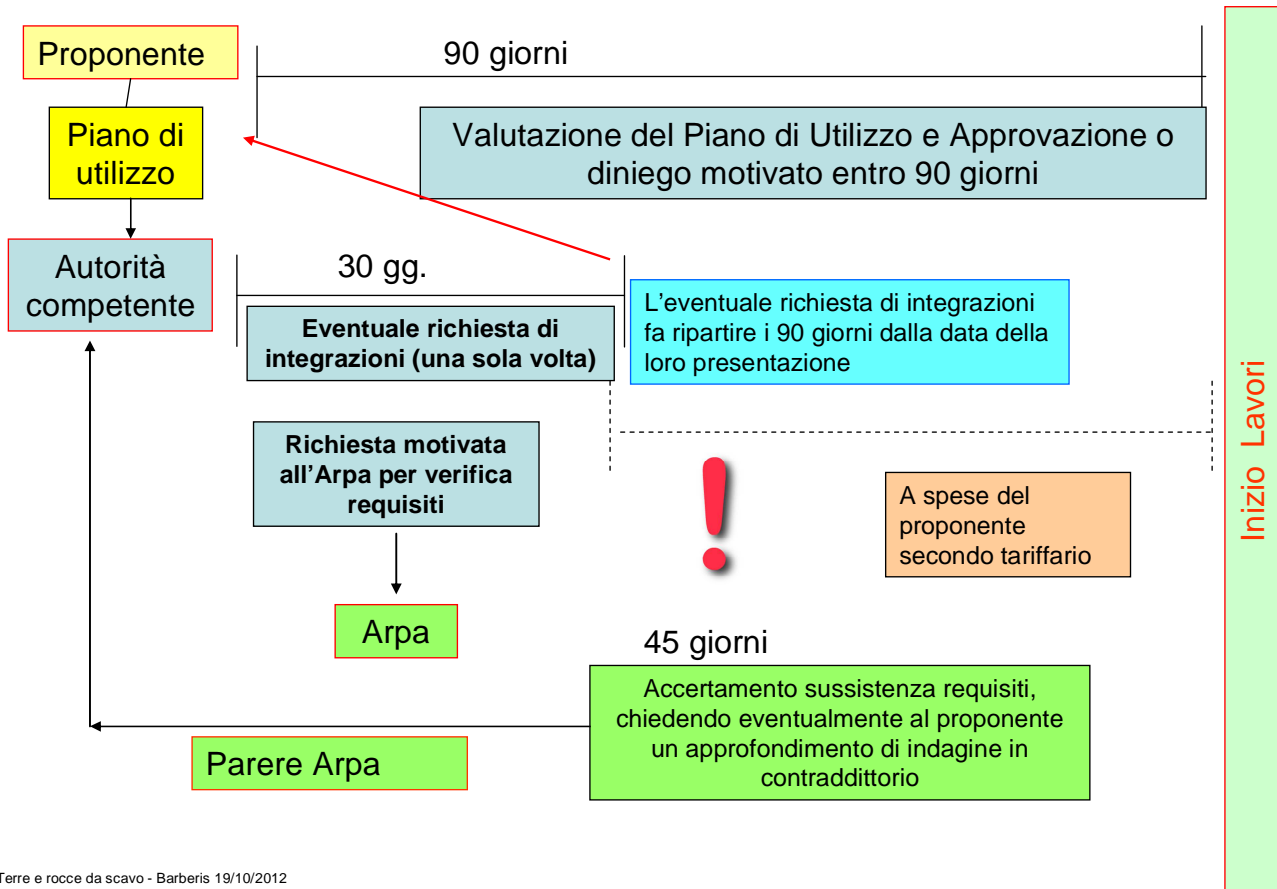 Proponente
90 giorni
Piano di
utilizzo
Valutazione del Piano di Utilizzo e Approvazione o
diniego motivato entro 90 giorni
Autorità
competente
30 gg.
Eventuale richiesta di
integrazioni (una sola volta)
L'eventuale richiesta di integrazioni
fa ripartire i 90 giorni dalla data della
loro presentazione
Richiesta motivata
all'Arpa per verifica
requisiti
A spese del
proponente
secondo tariffario
Arpa
45 giorni
Accertamento sussistenza requisiti,
chiedendo eventualmente al proponente
un approfondimento di indagine in
contraddittorio
Parere Arpa
Inizio Lavori
Terre e rocce da scavo - Barberis 19/10/2012